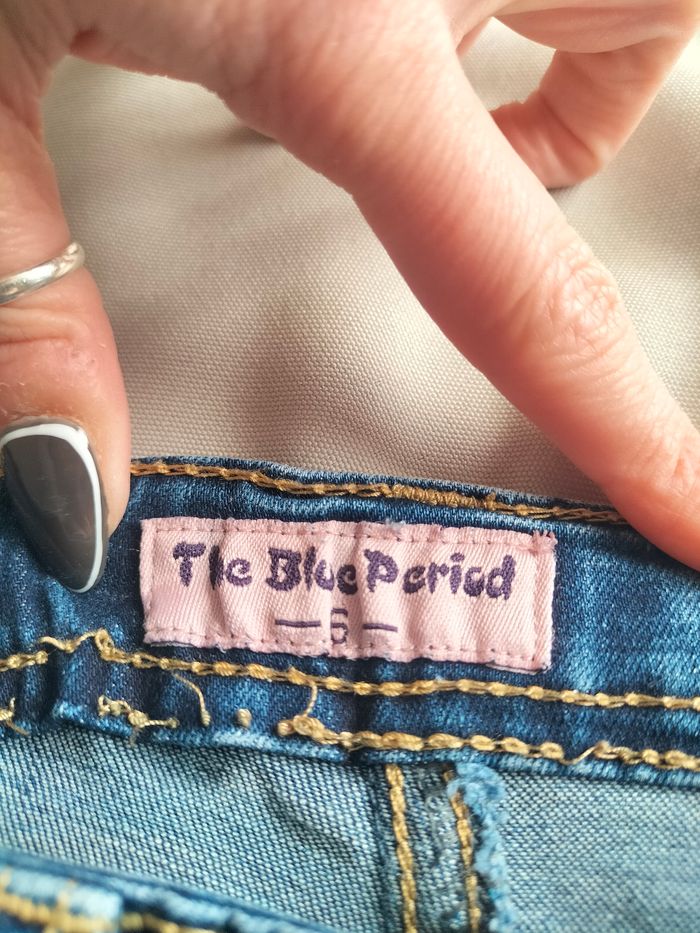 The Blue Period
— 6 —